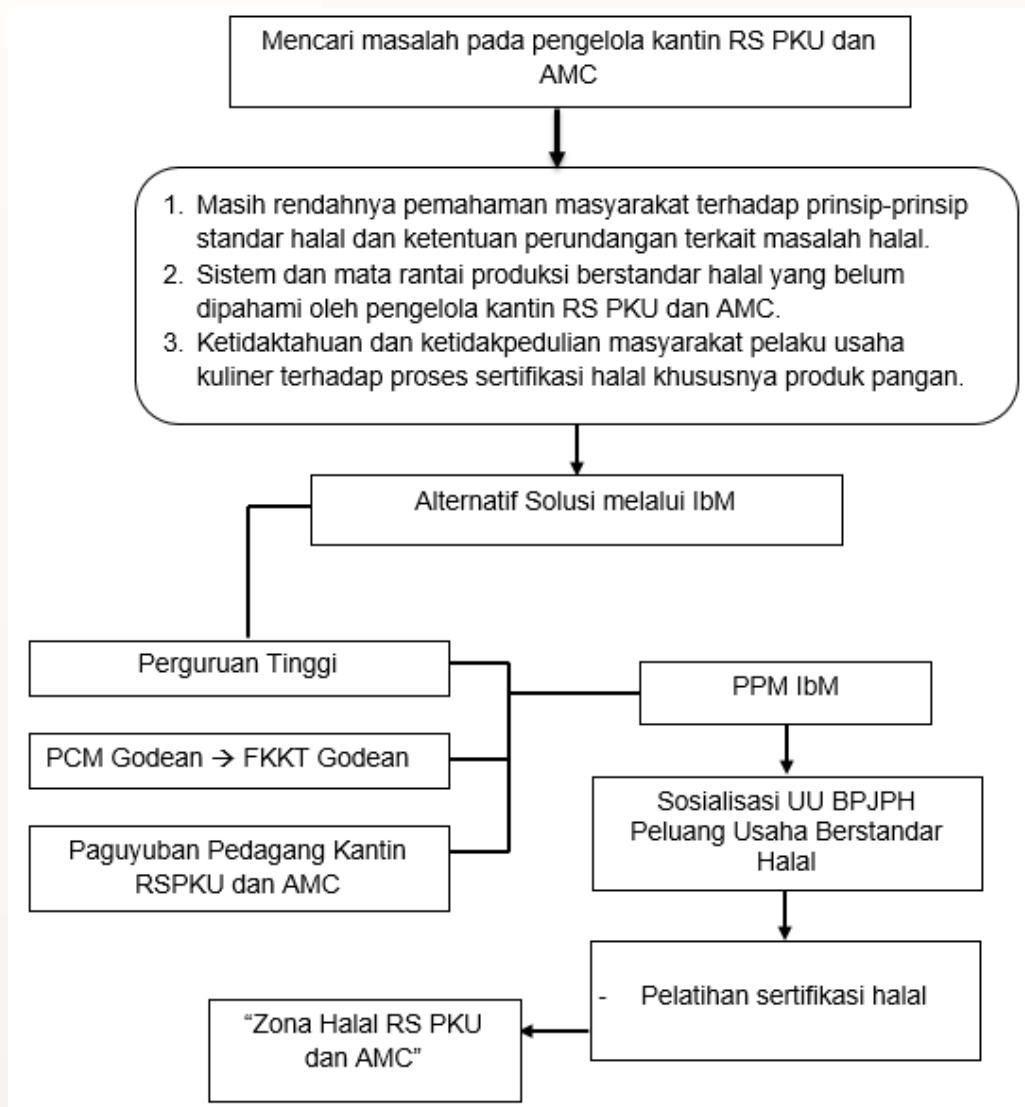 Mencari masalah pada pengelola kantin RS PKU dan
AMC
1. Masih rendahnya pemahaman masyarakat terhadap prinsip-prinsip
standar halal dan ketentuan perundangan terkait masalah halal.
2. Sistem dan mata rantai produksi berstandar halal yang belum
dipahami oleh pengelola kantin RS PKU dan AMC.
3. Ketidaktahuan dan ketidakpedulian masyarakat pelaku usaha
kuliner terhadap proses sertifikasi halal khususnya produk pangan.
Alternatif Solusi melalui IbM
Perguruan Tinggi
PCM Godean → FKKT Godean
Paguyuban Pedagang Kantin
RSPKU dan AMC
PPM IbM
Sosialisasi UU BPJPH
Peluang Usaha Berstandar
Halal
- Pelatihan sertifikasi halal
“Zona Halal RS PKU
dan AMC”